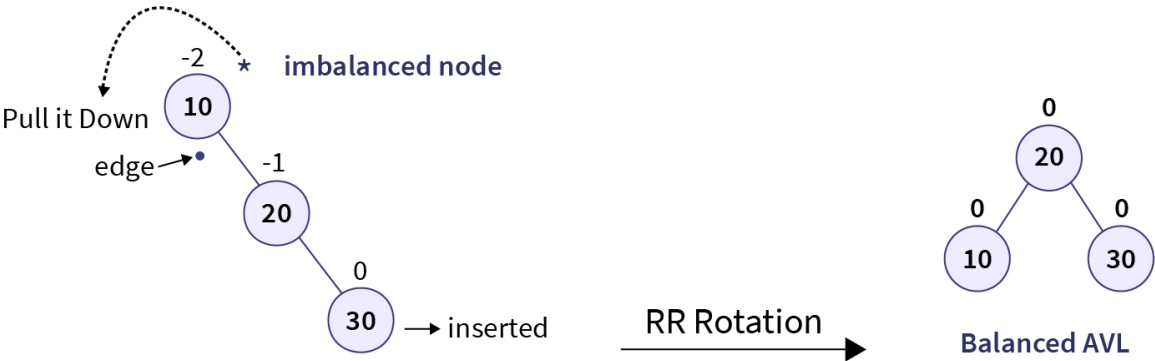 -2
* imbalanced node
10
Pull it Down
edge
-1
20
0
30
inserted
RR Rotation
0
20
0
0
10
30
Balanced AVL